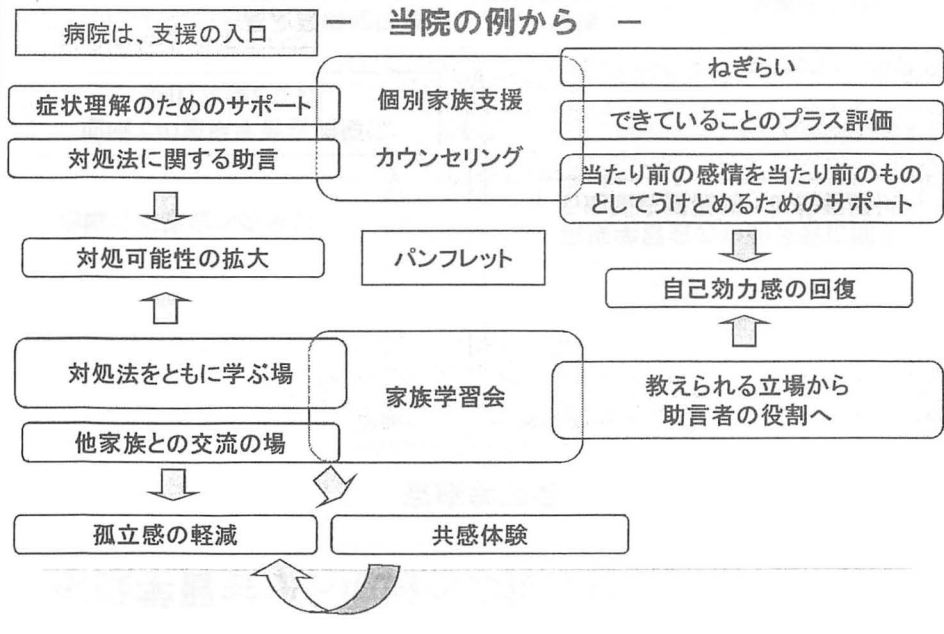 ― 当院の例から ―
病院は、支援の入口
症状理解のためのサポート
対処法に関する助言
個別家族支援
カウンセリング
ねぎらい
できていることのプラス評価
当たり前の感情を当たり前のもの
としてうけとめるためのサポート
対処可能性の拡大
パンフレット
自己効力感の回復
対処法をともに学ぶ場
他家族との交流の場
家族学習会
教えられる立場から
助言者の役割へ
孤立感の軽減
共感体験